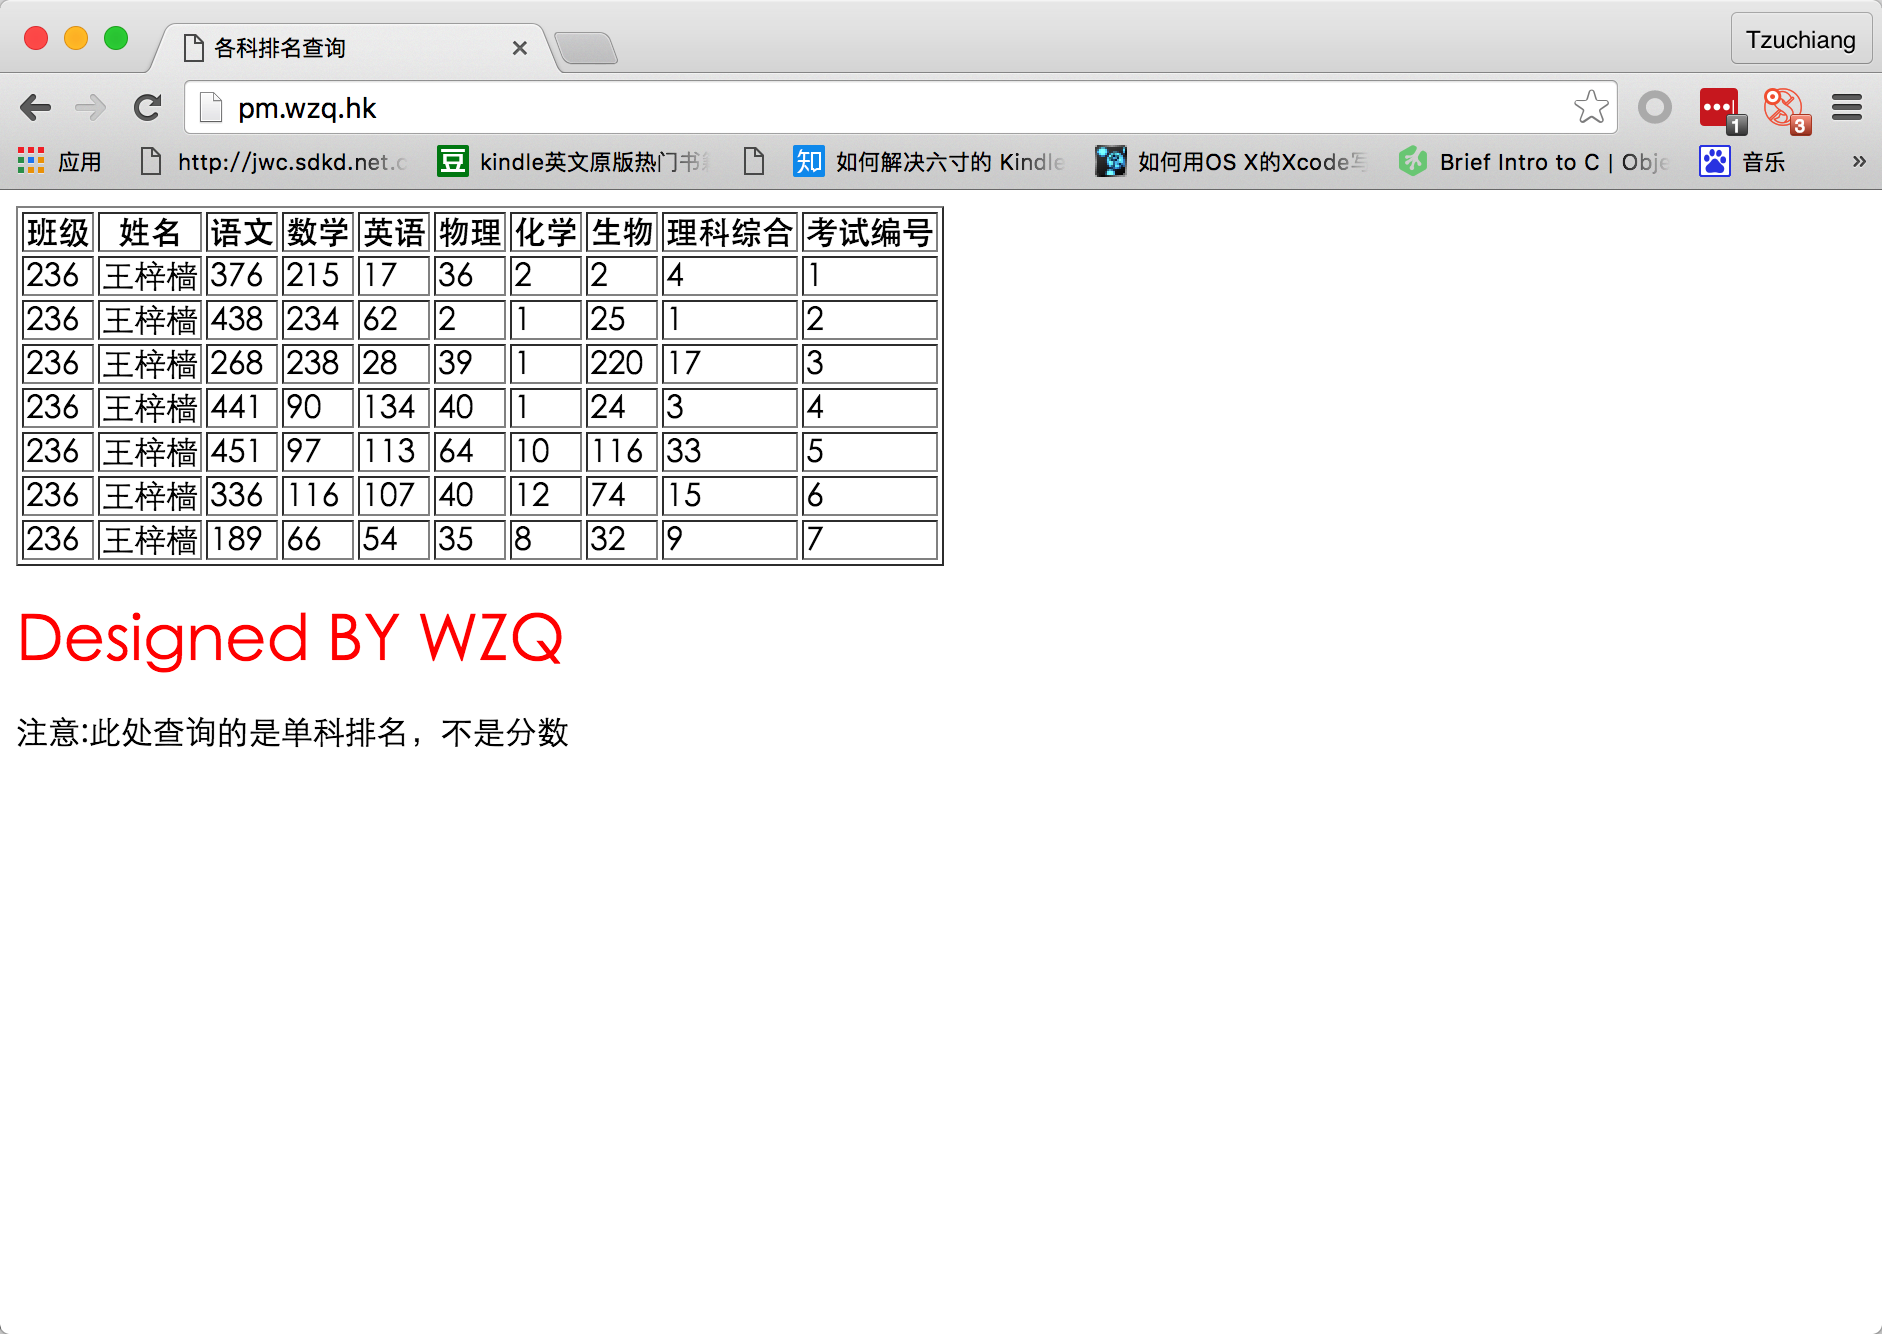 各科排名查询
Tzuchiang
pm.wzq.hk
1
3
应用 http://jwc.sdkd.net. kindle英文原版热门书 如何解决六寸的 Kindle 如何用OS X的Xcode写 Brief Intro to C | Obje 音乐 »
班级 姓名 语文 数学 英语 物理 化学 生物 理科综合 考试编号
236 王梓樯 376 215 17 36 2 2 4 1
236 王梓樯 438 234 62 2 1 25 1 2
236 王梓樯 268 238 28 39 1 220 17 3
236 王梓樯 441 90 134 40 1 24 3 4
236 王梓樯 451 97 113 64 10 116 33 5
236 王梓樯 336 116 107 40 12 74 15 6
236 王梓樯 189 66 54 35 8 32 9 7
Designed BY WZQ
注意:此处查询的是单科排名，不是分数